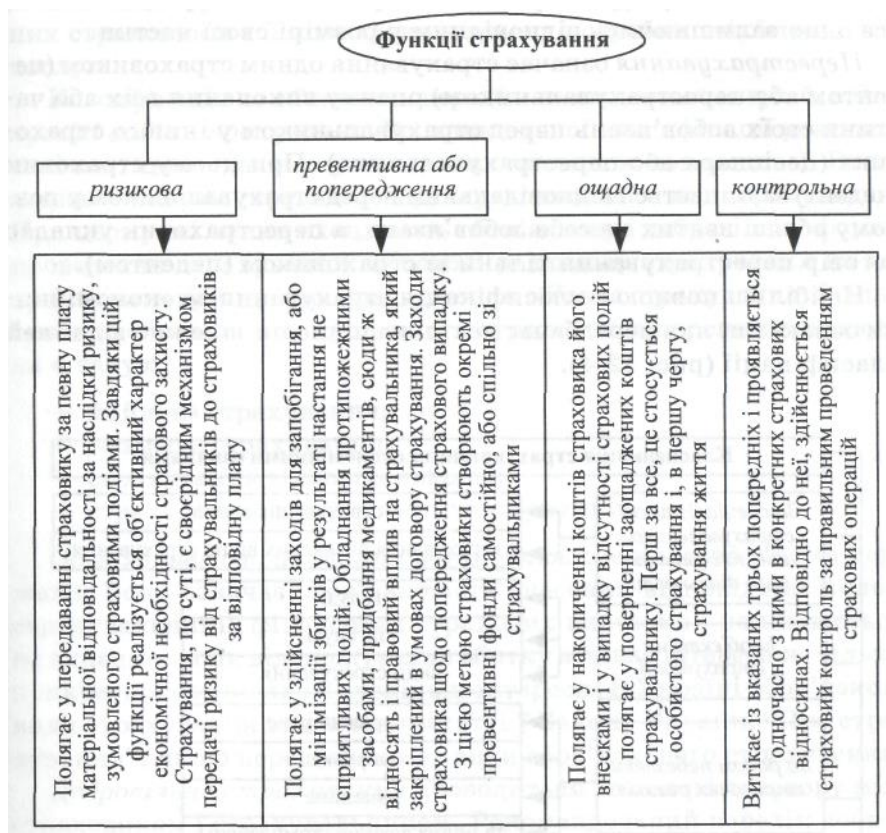 Функції страхування
ризикова
превентивна або
попередження
ощадна
контрольна
Полягає у передаванні страховику за певну плату
матеріальної відповідальності за наслідки ризику,
зумовленого страховими подіями. Завдяки цій
функції реалізується об'єктивний характер
економічної необхідності страхового захисту.
Страхування, по суті, є своєрідним механізмом
передачі ризику від страхувальників до страховиків
за відповідну плату
Полягає у здійсненні заходів для запобігання або
мінімізації збитків у результаті настання не
сприятливих подій. Обладнання протипожежними
засобами, придбання медикаментів, сюди ж
відноситься правовий вплив на страхувальника, який
закріплений в умовах договору страхування. Заходи
страховика щодо попередження страхового випадку.
З цією метою страховики створюють окремі
превентивні фонди самостійно, або спільно зі
страхувальниками
Полягає у накопиченні коштів страховика його
внесками і у випадку відсутності страхових подій
полягає у поверненні заощаджених коштів
страхувальнику. Перш за все, це стосується
особистого страхування і, в першу чергу,
страхування життя
Витікає із вказаних трьох попередніх і проявляється
одночасно з ними в конкретних страхових
відносинах. Відповідно до неї, здійснюється
страховий контроль за правильним проведення
страхових операцій